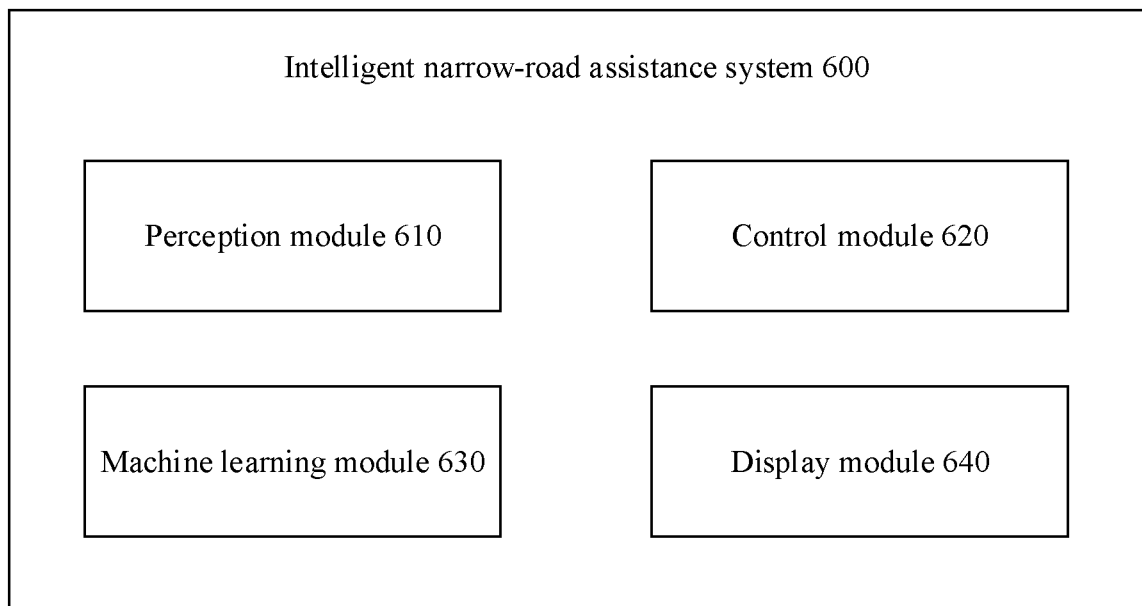 Intelligent narrow-road assistance system 600
Perception module 610
Control module 620
Machine learning module 630
Display module 640